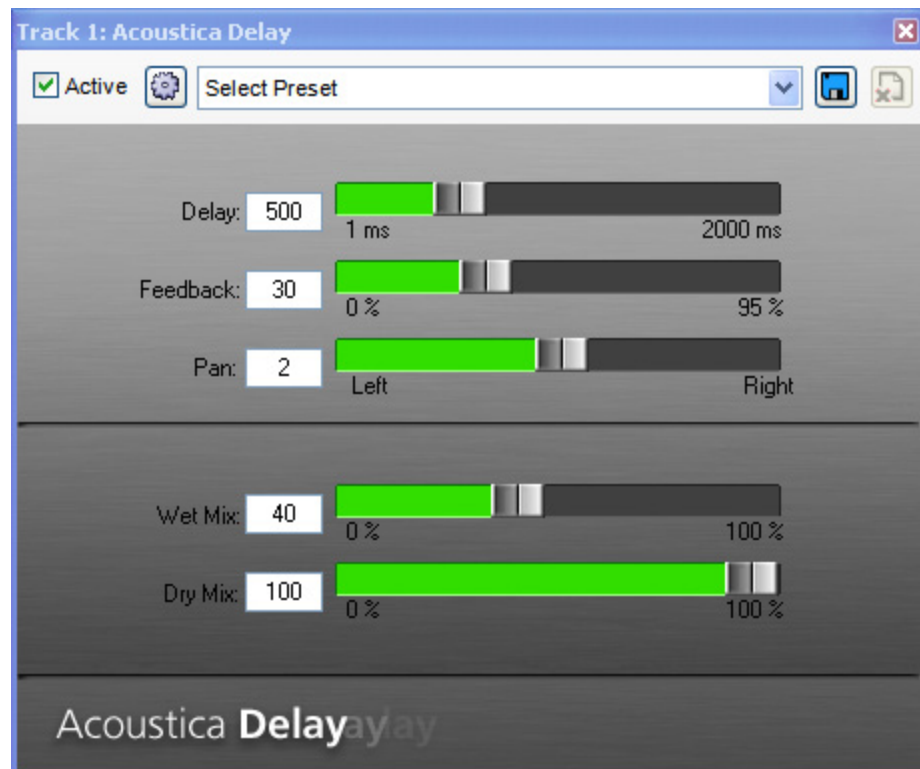 Track 1: Acoustica Delay
Active Select Preset
Delay: 500
1 ms 2000 ms
Feedback: 30
0 % 95 %
Pan: 2
Left Right
Wet Mix: 40
0 % 100 %
Dry Mix: 100
0 % 100 %
Acoustica Delayaylay